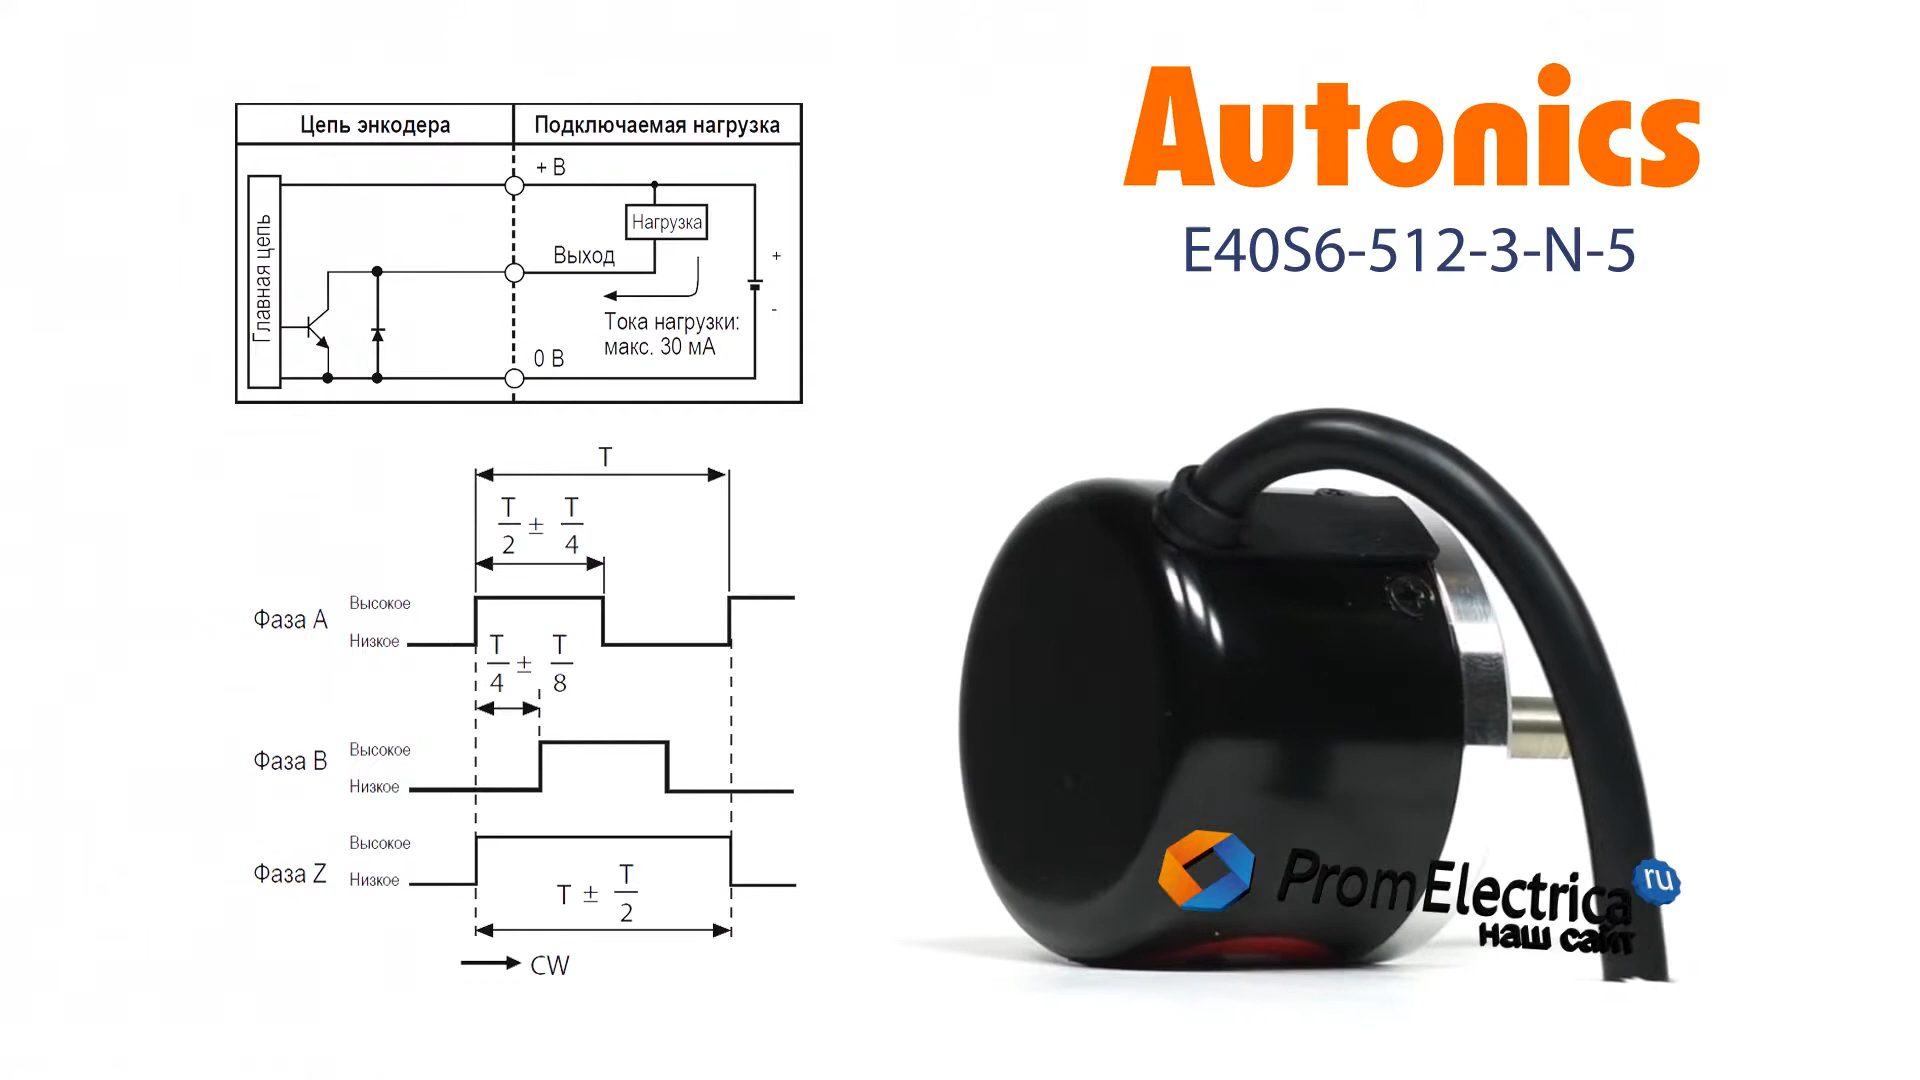 Autonics
E40S6-512-3-N-5
Цепь энкодера
Подключаемая нагрузка
Главная цепь
+ В
Нагрузка
Выход
+
-
Тока нагрузки:
макс. 30 мА
0 В
T
T/2 ± T/4
Фаза A
Высокое
Низкое
T/4 ± T/8
Фаза B
Высокое
Низкое
Фаза Z
Высокое
Низкое
T ± T/2
CW
PromElectrica ru
наш сайт